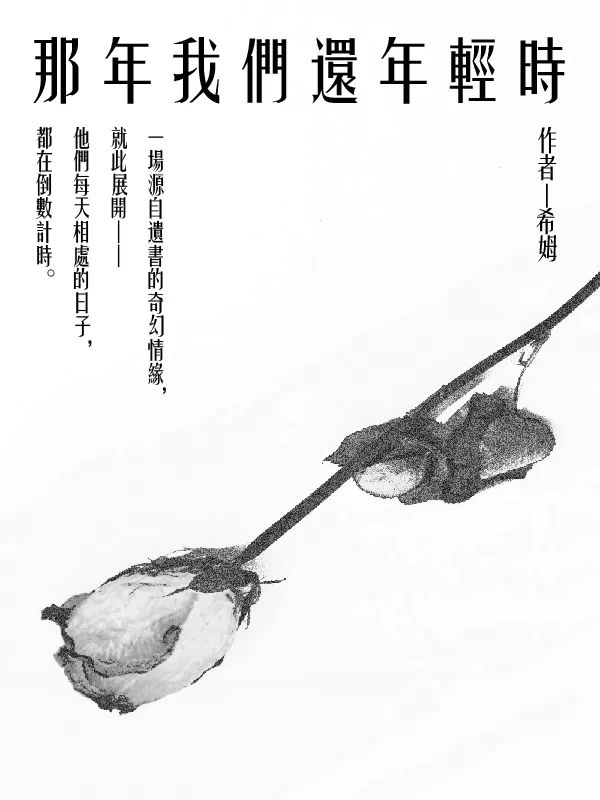 那年我們還年輕時
作者—希姆
一場源自遺書的奇幻情緣，
就此展開——
他們每天相處的日子，
都在倒數計時。